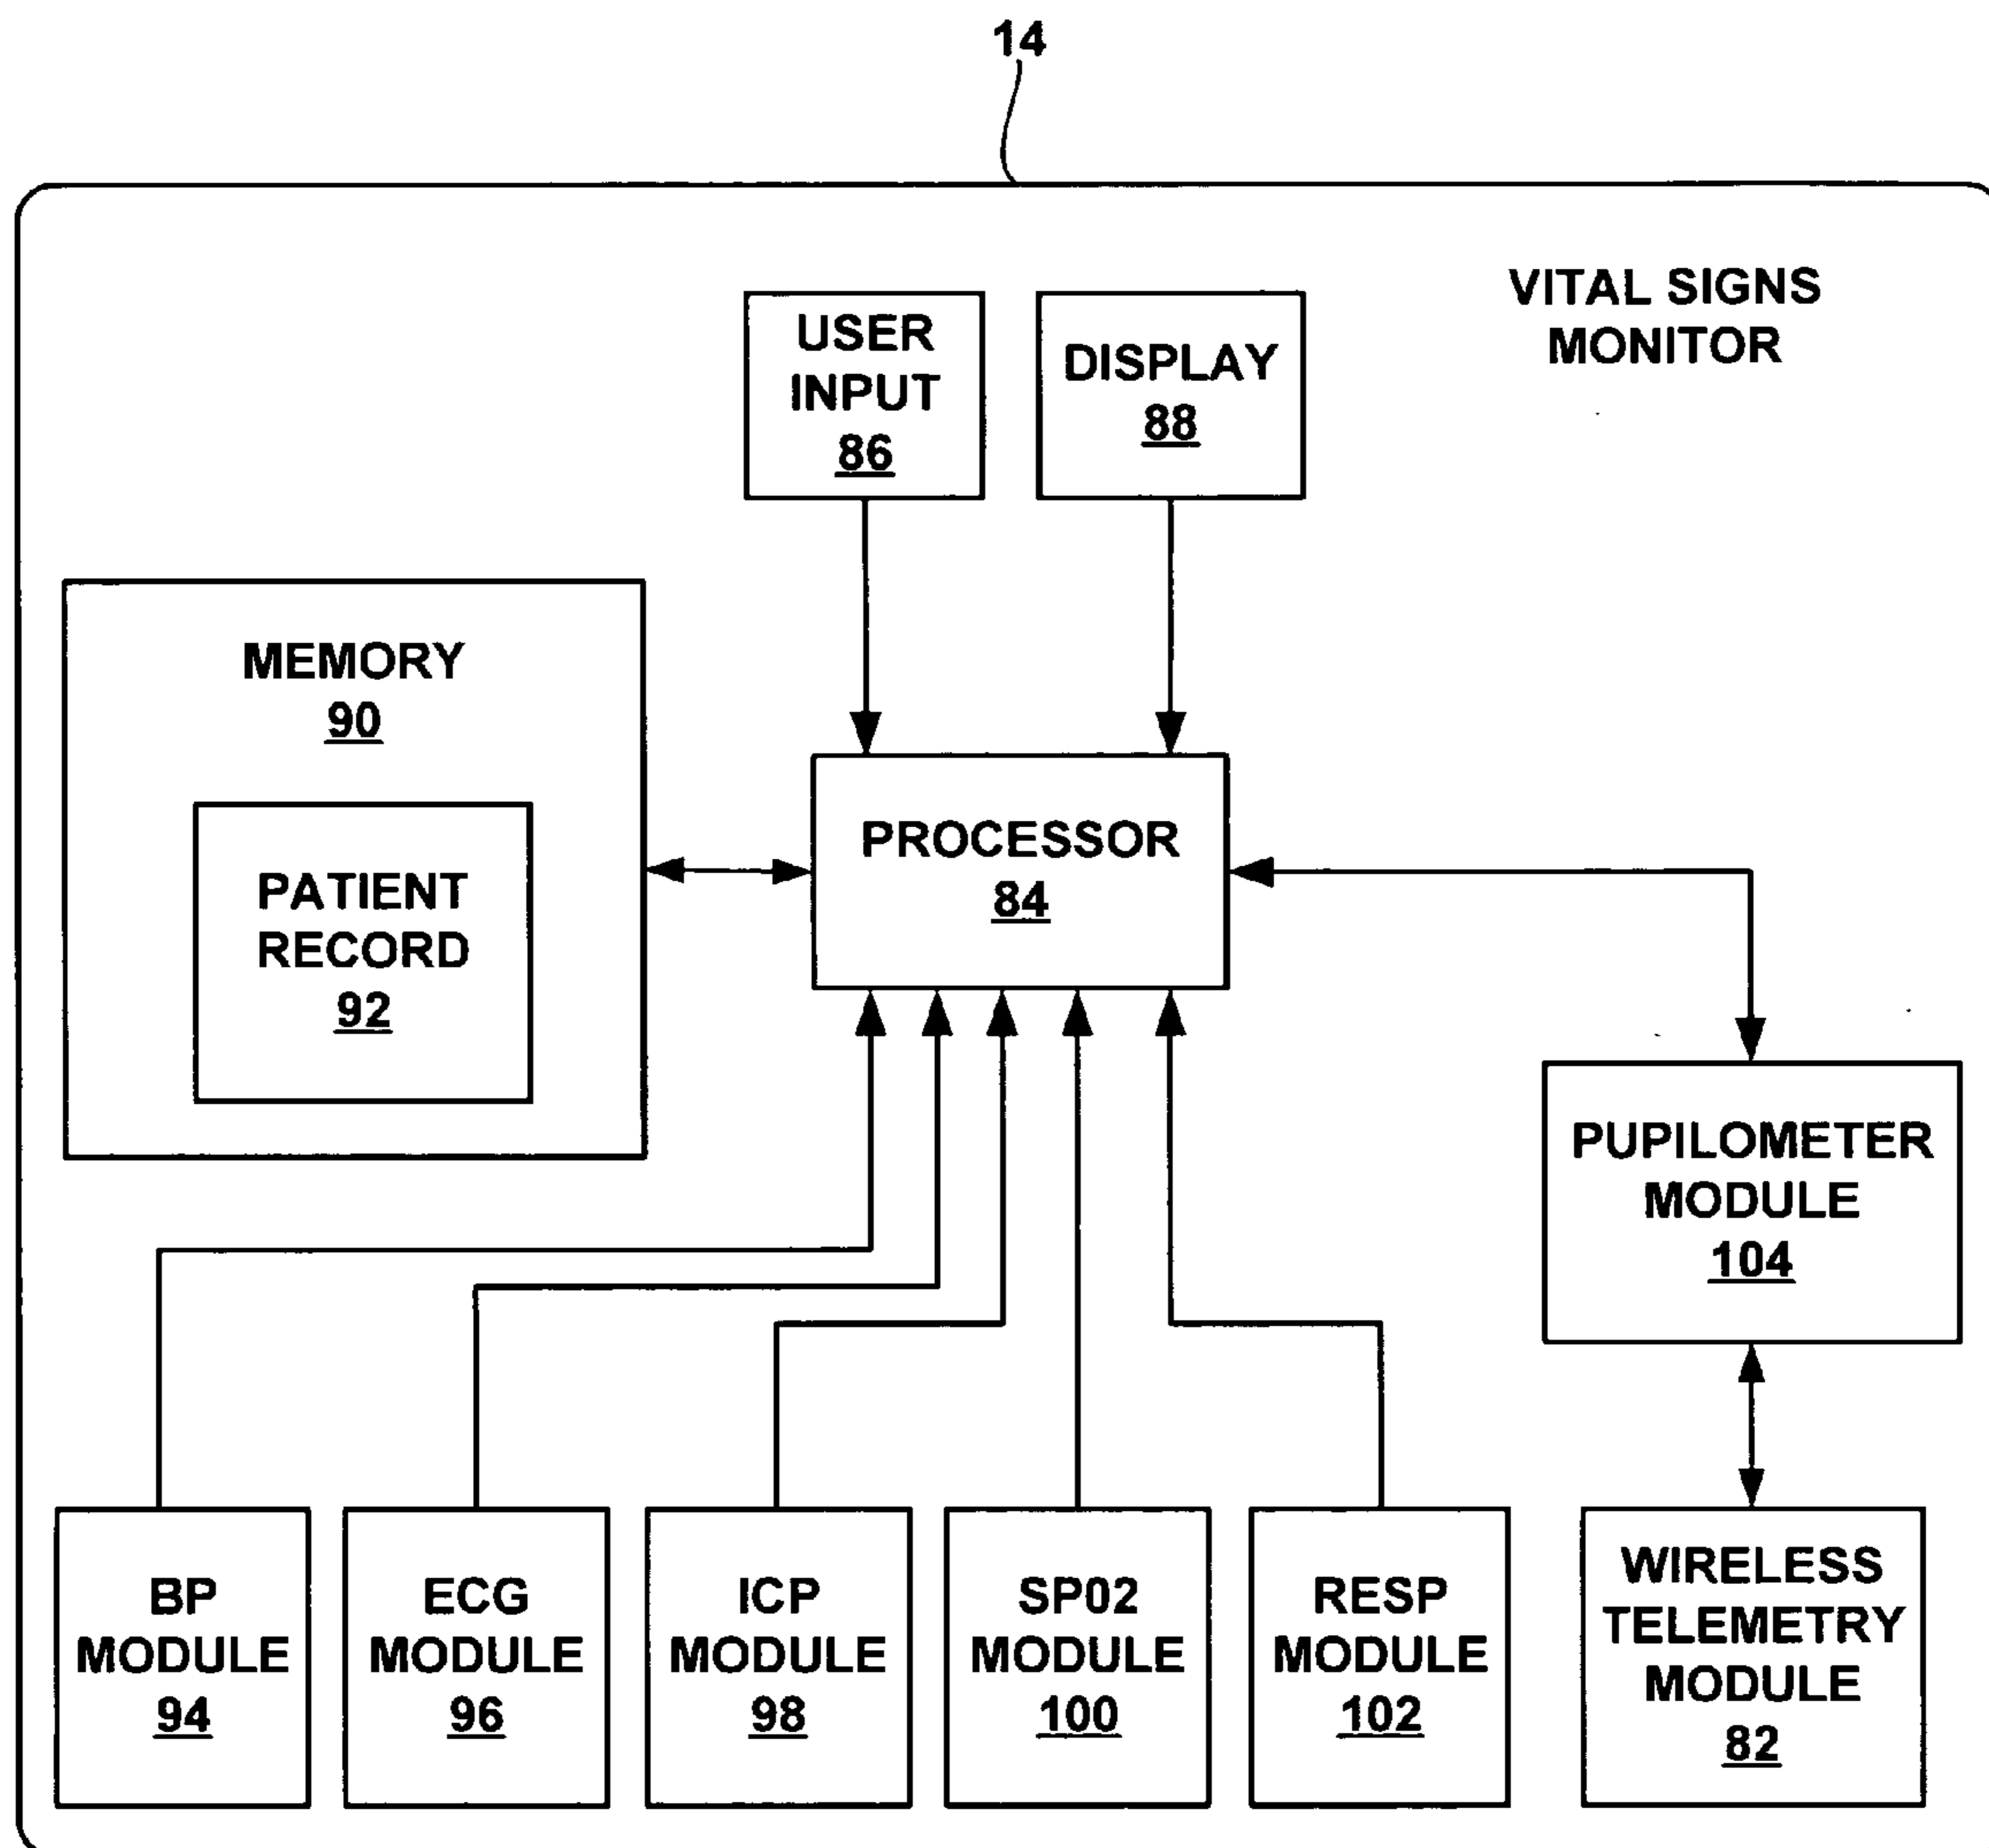 14
VITAL SIGNS
MONITOR
USER
INPUT
86
DISPLAY
88
MEMORY
90
PATIENT
RECORD
92
PROCESSOR
84
PUPILOMETER
MODULE
104
BP
MODULE
94
ECG
MODULE
96
ICP
MODULE
98
SP02
MODULE
100
RESP
MODULE
102
WIRELESS
TELEMETRY
MODULE
82